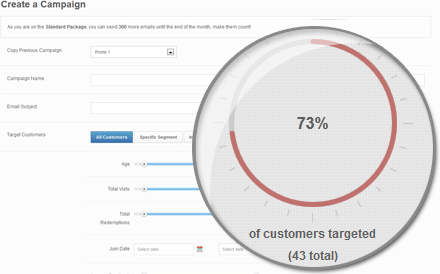 Create a Campaign
As you are on the Standard Package, you can send 300 more emails until the end of the month, make them count!
Copy Previous Campaign
Promo 1
Campaign Name
Email Subject
Target Customers
All Customers
Specific Segment
Age
Total Visits
Total
Redemptions
Join Date
Select date
Select date
73%
of customers targeted
(43 total)